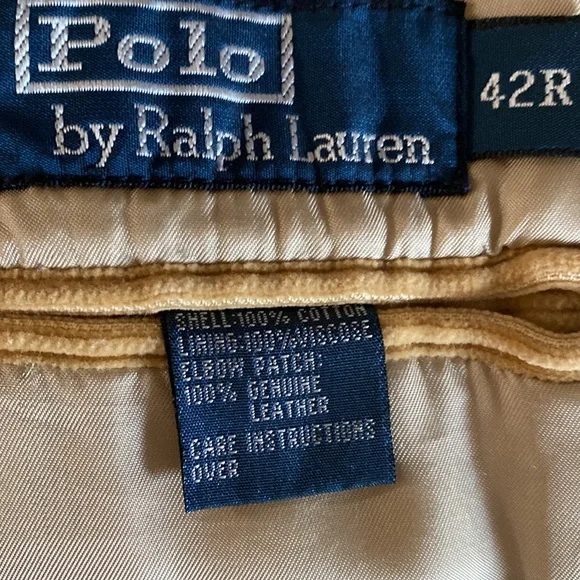 Polo
by Ralph Lauren
42R
SHELL:100% COTTON
LINING:100%VISCOSE
ELBOW PATCH:
100% GENUINE
LEATHER
CARE INSTRUCTIONS
OVER